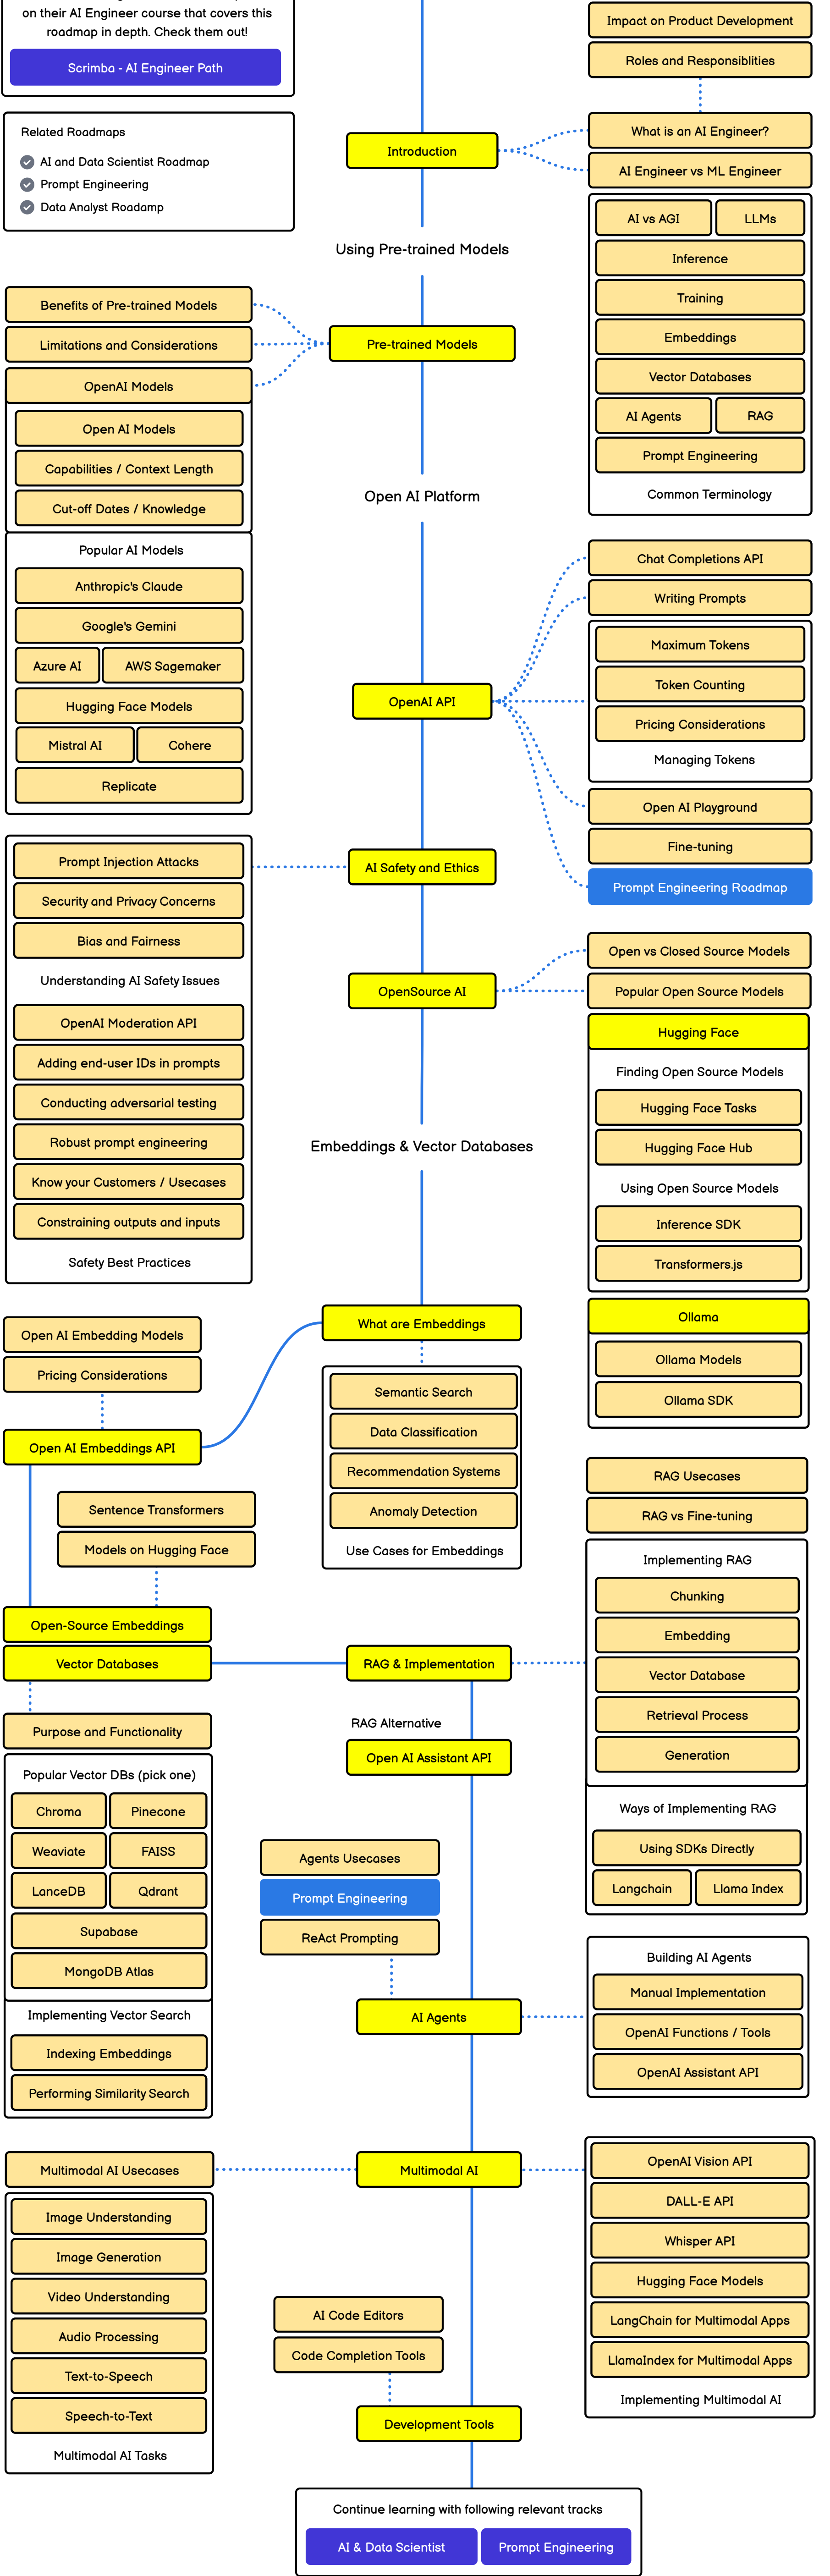 on their AI Engineer course that covers this
roadmap in depth. Check them out!
Scrimba - AI Engineer Path
Impact on Product Development
Roles and Responsiblities
Related Roadmaps
AI and Data Scientist Roadmap
Prompt Engineering
Data Analyst Roadamp
Introduction
What is an AI Engineer?
AI Engineer vs ML Engineer
AI vs AGI
LLMs
Inference
Training
Embeddings
Vector Databases
AI Agents
RAG
Prompt Engineering
Common Terminology
Using Pre-trained Models
Pre-trained Models
Benefits of Pre-trained Models
Limitations and Considerations
OpenAI Models
Open AI Models
Capabilities / Context Length
Cut-off Dates / Knowledge
Popular AI Models
Anthropic's Claude
Google's Gemini
Azure AI
AWS Sagemaker
Hugging Face Models
Mistral AI
Cohere
Replicate
Open AI Platform
OpenAI API
Chat Completions API
Writing Prompts
Maximum Tokens
Token Counting
Pricing Considerations
Managing Tokens
Open AI Playground
Fine-tuning
Prompt Engineering Roadmap
AI Safety and Ethics
Prompt Injection Attacks
Security and Privacy Concerns
Bias and Fairness
Understanding AI Safety Issues
OpenAI Moderation API
Adding end-user IDs in prompts
Conducting adversarial testing
Robust prompt engineering
Know your Customers / Usecases
Constraining outputs and inputs
Safety Best Practices
OpenSource AI
Open vs Closed Source Models
Popular Open Source Models
Hugging Face
Finding Open Source Models
Hugging Face Tasks
Hugging Face Hub
Using Open Source Models
Inference SDK
Transformers.js
Ollama
Ollama Models
Ollama SDK
Embeddings & Vector Databases
What are Embeddings
Semantic Search
Data Classification
Recommendation Systems
Anomaly Detection
Use Cases for Embeddings
Open AI Embedding Models
Pricing Considerations
Open AI Embeddings API
Sentence Transformers
Models on Hugging Face
Open-Source Embeddings
Vector Databases
Purpose and Functionality
Popular Vector DBs (pick one)
Chroma
Pinecone
Weaviate
FAISS
LanceDB
Qdrant
Supabase
MongoDB Atlas
Implementing Vector Search
Indexing Embeddings
Performing Similarity Search
RAG & Implementation
RAG Usecases
RAG vs Fine-tuning
Implementing RAG
Chunking
Embedding
Vector Database
Retrieval Process
Generation
Ways of Implementing RAG
Using SDKs Directly
Langchain
Llama Index
RAG Alternative
Open AI Assistant API
Agents Usecases
Prompt Engineering
ReAct Prompting
AI Agents
Building AI Agents
Manual Implementation
OpenAI Functions / Tools
OpenAI Assistant API
Multimodal AI
Multimodal AI Usecases
Image Understanding
Image Generation
Video Understanding
Audio Processing
Text-to-Speech
Speech-to-Text
Multimodal AI Tasks
OpenAI Vision API
DALL-E API
Whisper API
Hugging Face Models
LangChain for Multimodal Apps
LlamaIndex for Multimodal Apps
Implementing Multimodal AI
AI Code Editors
Code Completion Tools
Development Tools
Continue learning with following relevant tracks
AI & Data Scientist
Prompt Engineering